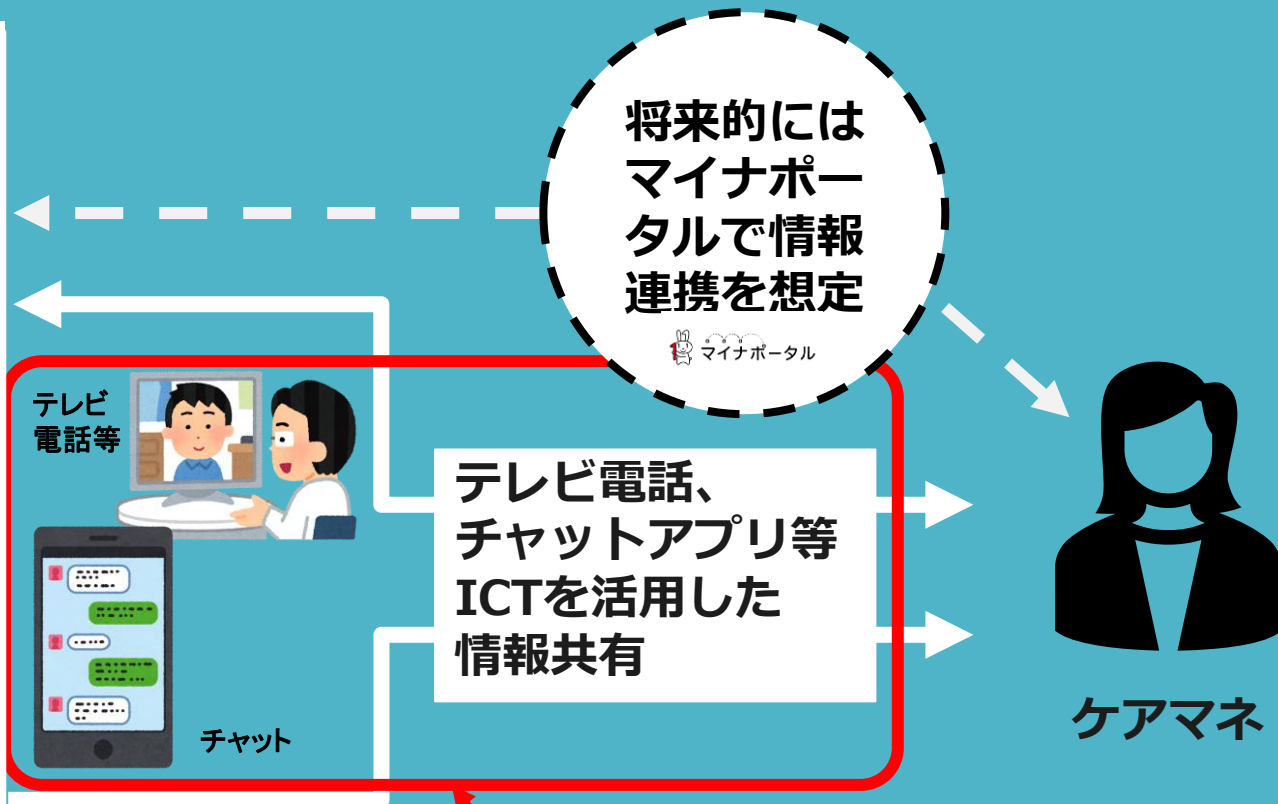 将来的には
マイナポー
タルで情報
連携を想定
マイナポータル
テレビ
電話等
テレビ電話、
チャットアプリ等
ICTを活用した
情報共有
チャット
ケアマネ